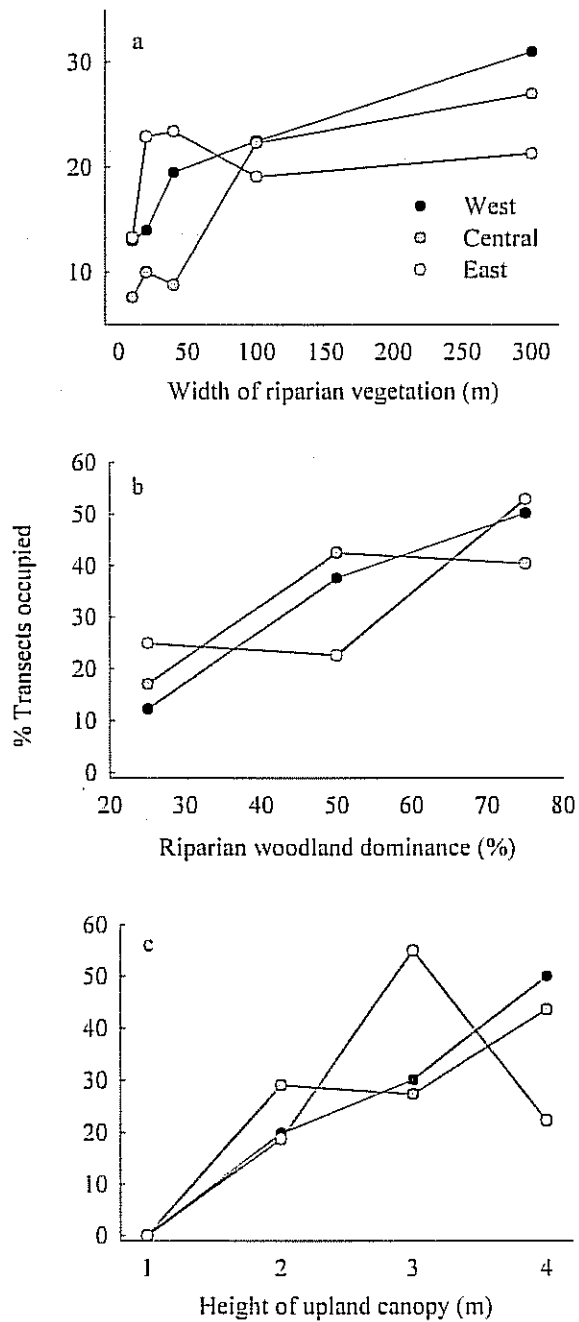 a
30
20
10
West
Central
East
0 50 100 150 200 250 300
Width of riparian vegetation (m)
% Transects occupied
b
60
50
40
30
20
10
0
20 30 40 50 60 70 80
Riparian woodland dominance (%)
c
60
50
40
30
20
10
0
1 2 3 4
Height of upland canopy (m)